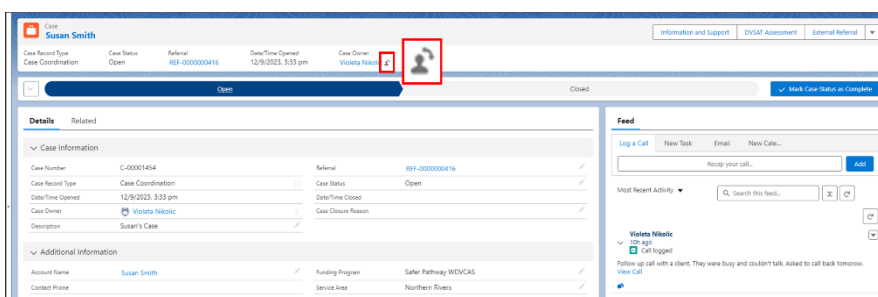 Case
Susan Smith
Information and Support
DVSAT Assessment
External Referral
Case Record Type
Case Status
Referral
Date/Time Opened
Case Owner
Case Coordination
Open
REF-0000000416
12/9/2023, 3:33 pm
Violeta Nikolic
Open
Closed
Mark Case Status as Complete
Details
Related
Case Information
Case Number
C-00001454
Referral
REF-0000000416
Case Record Type
Case Coordination
Case Status
Open
Date/Time Opened
12/9/2023. 3:33 pm
Date/Time Closed
Case Owner
Violeta Nikolic
Case Closure Reason
Description
Susan's Case
Additional Information
Account Name
Susan Smith
Funding Program
Safer Pathway WDVCAS
Contact Phone
Service Area
Northern Rivers
Feed
Log a Call
New Task
Email
New Cale...
Recap your call...
Add
Most Recent Activity
Search this feed...
Violeta Nikolic
10h ago
Call logged
Follow up call with a client. They were busy and couldn't talk. Asked to call back tomorrow.
View Call